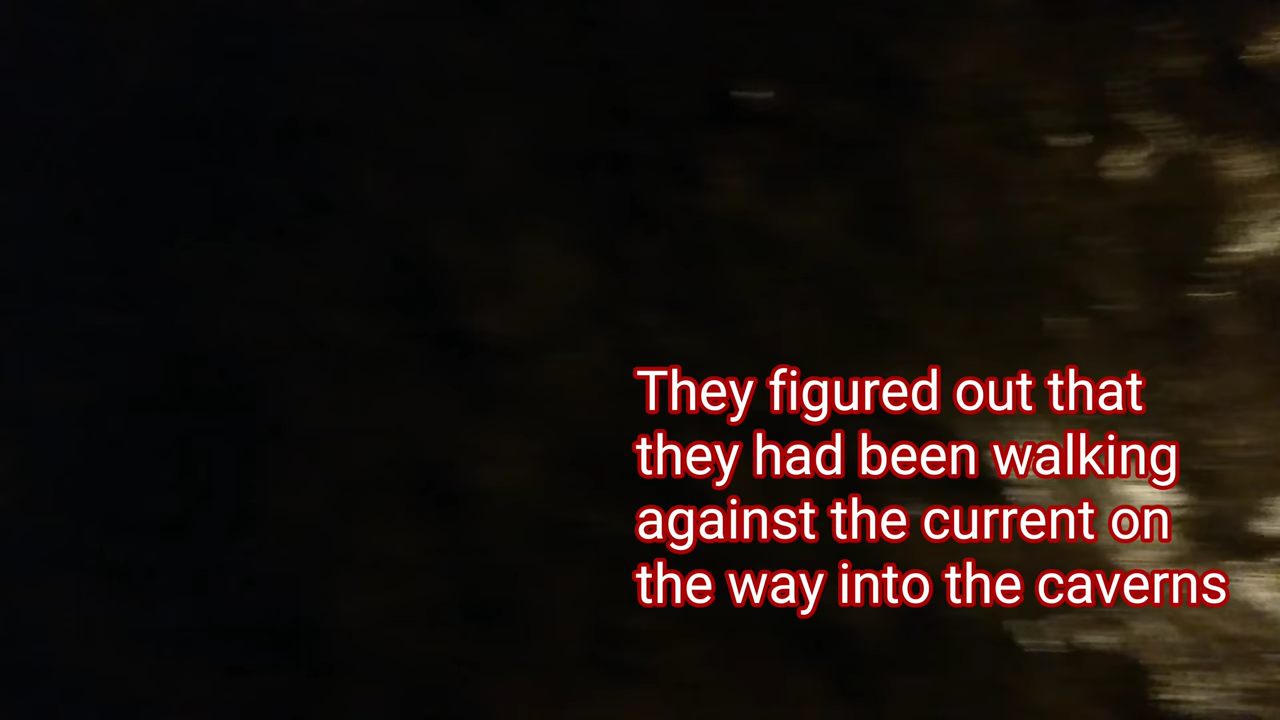 They figured out that
they had been walking
against the current on
the way into the caverns